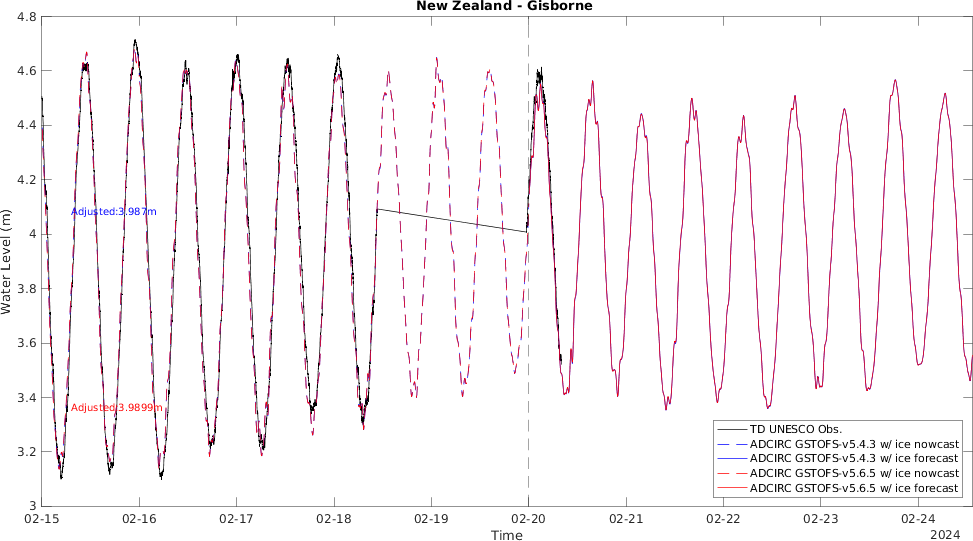 New Zealand - Gisborne
4.8
4.6
4.4
4.2
4
3.8
3.6
3.4
3.2
3
Water Level (m)
Adjusted:3.987m
Adjusted:3.9899m
TD UNESCO Obs.
ADCIRC GSTOFS-v5.4.3 w/ ice nowcast
ADCIRC GSTOFS-v5.4.3 w/ ice forecast
ADCIRC GSTOFS-v5.6.5 w/ ice nowcast
ADCIRC GSTOFS-v5.6.5 w/ ice forecast
02-15 02-16 02-17 02-18 02-19 02-20 02-21 02-22 02-23 02-24
Time
2024